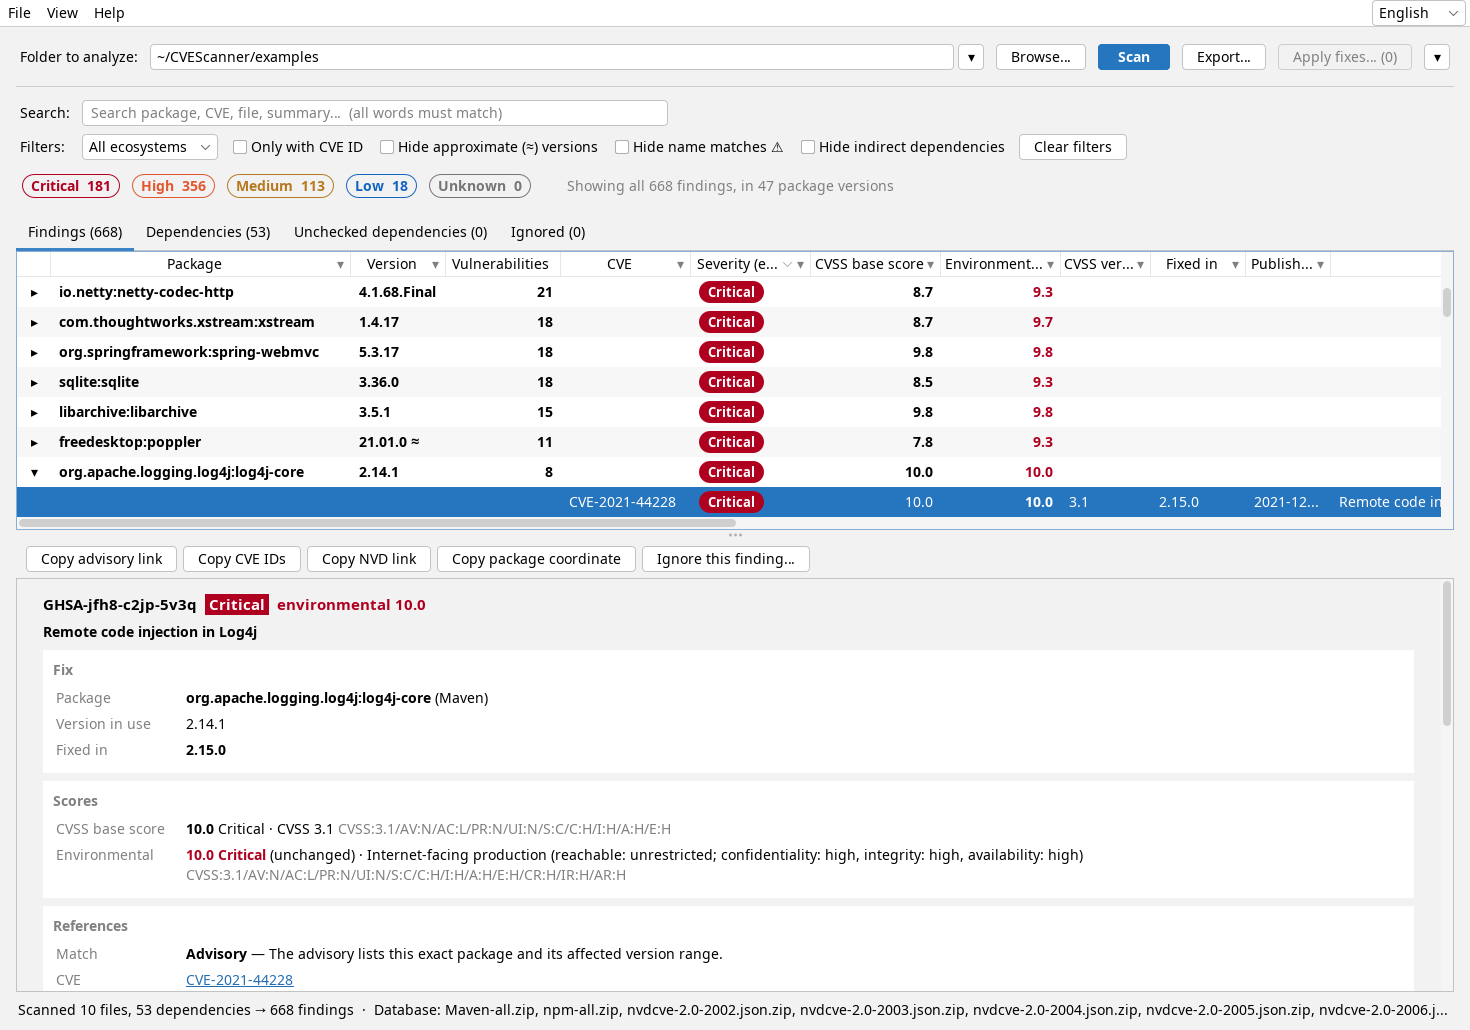 File View Help English
Folder to analyze: ~/CVEScanner/examples ▾ Browse... Scan Export... Apply fixes... (0) ▾
Search: Search package, CVE, file, summary... (all words must match)
Filters: All ecosystems Only with CVE ID Hide approximate (≈) versions Hide name matches ⚠ Hide indirect dependencies Clear filters
Critical 181 High 356 Medium 113 Low 18 Unknown 0 Showing all 668 findings, in 47 package versions
Findings (668) Dependencies (53) Unchecked dependencies (0) Ignored (0)
Package ▾ Version ▾ Vulnerabilities CVE ▾ Severity (e... ▾ CVSS base score ▾ Environment... ▾ CVSS ver... ▾ Fixed in ▾ Publish... ▾
▸ io.netty:netty-codec-http 4.1.68.Final 21 Critical 8.7 9.3
▸ com.thoughtworks.xstream:xstream 1.4.17 18 Critical 8.7 9.7
▸ org.springframework:spring-webmvc 5.3.17 18 Critical 9.8 9.8
▸ sqlite:sqlite 3.36.0 18 Critical 8.5 9.3
▸ libarchive:libarchive 3.5.1 15 Critical 9.8 9.8
▸ freedesktop:poppler 21.01.0 ≈ 11 Critical 7.8 9.3
▾ org.apache.logging.log4j:log4j-core 2.14.1 8 Critical 10.0 10.0
CVE-2021-44228 Critical 10.0 10.0 3.1 2.15.0 2021-12... Remote code in
Copy advisory link Copy CVE IDs Copy NVD link Copy package coordinate Ignore this finding...
GHSA-jfh8-c2jp-5v3q Critical environmental 10.0
Remote code injection in Log4j
Fix
Package org.apache.logging.log4j:log4j-core (Maven)
Version in use 2.14.1
Fixed in 2.15.0
Scores
CVSS base score 10.0 Critical · CVSS 3.1 CVSS:3.1/AV:N/AC:L/PR:N/UI:N/S:C/C:H/I:H/A:H/E:H
Environmental 10.0 Critical (unchanged) · Internet-facing production (reachable: unrestricted; confidentiality: high, integrity: high, availability: high)
CVSS:3.1/AV:N/AC:L/PR:N/UI:N/S:C/C:H/I:H/A:H/E:H/CR:H/IR:H/AR:H
References
Match Advisory — The advisory lists this exact package and its affected version range.
CVE CVE-2021-44228
Scanned 10 files, 53 dependencies → 668 findings · Database: Maven-all.zip, npm-all.zip, nvdcve-2.0-2002.json.zip, nvdcve-2.0-2003.json.zip, nvdcve-2.0-2004.json.zip, nvdcve-2.0-2005.json.zip, nvdcve-2.0-2006.j...